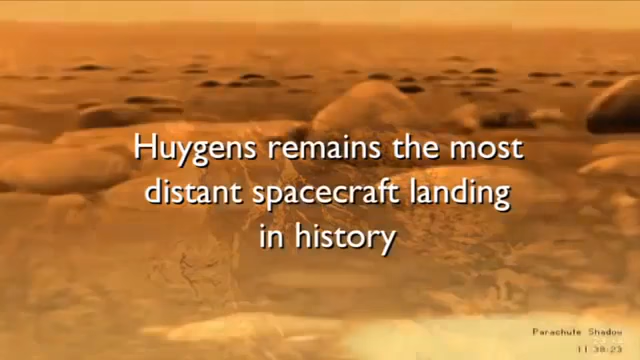 Huygens remains the most
distant spacecraft landing
in history
Parachute Shadow
11:38:23